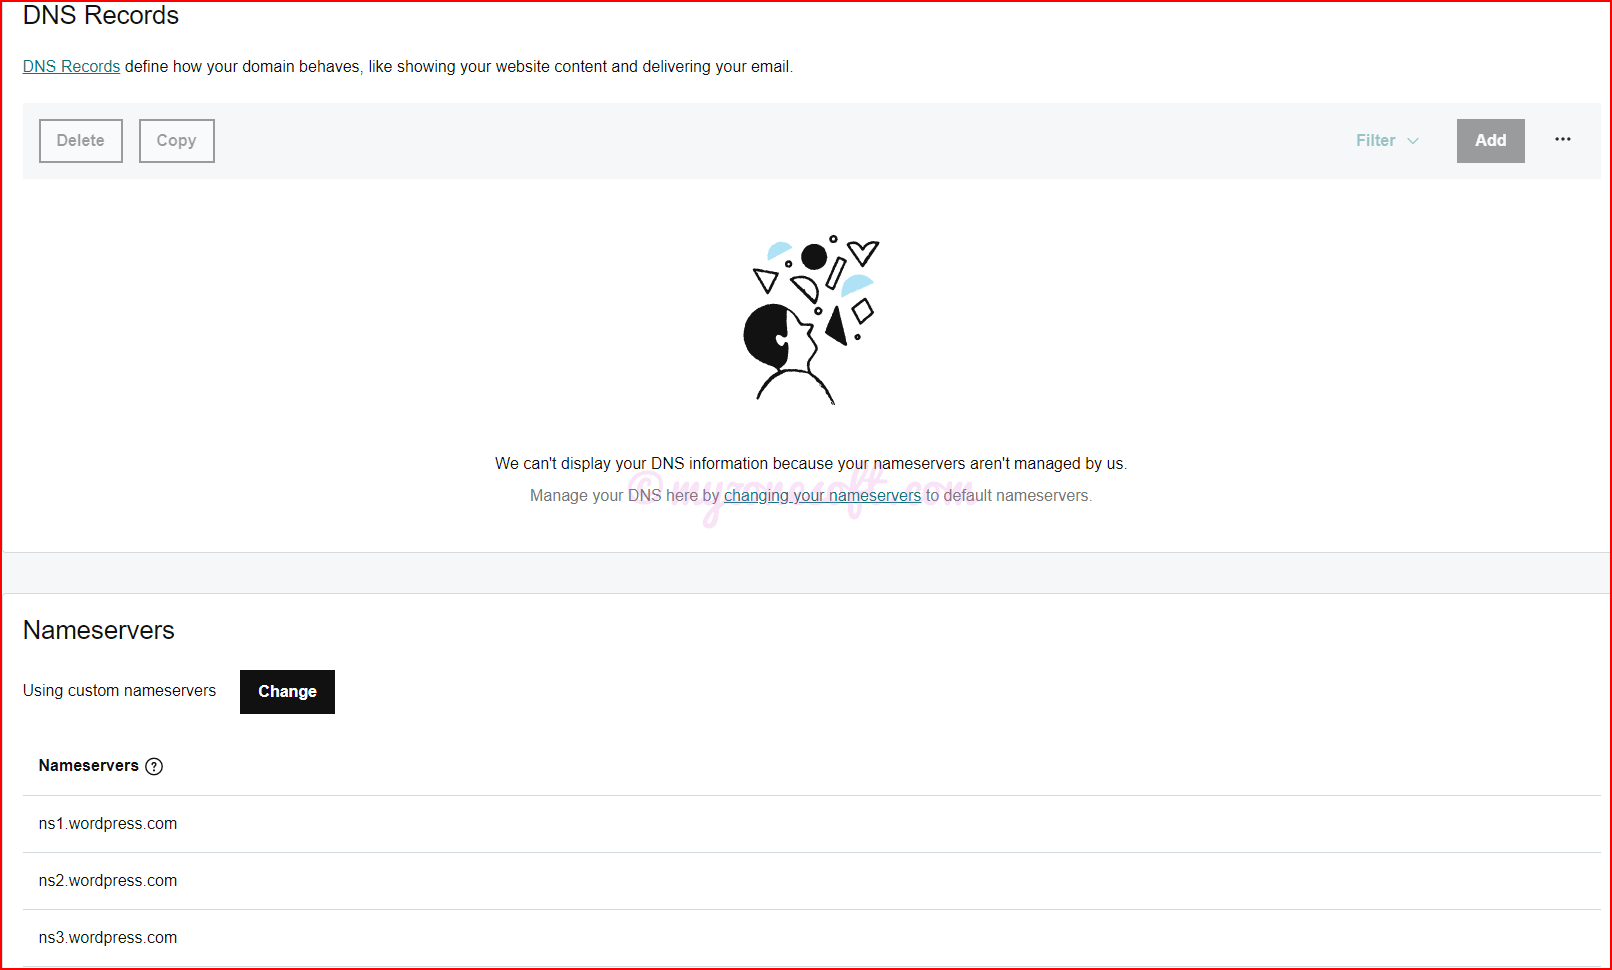 DNS Records
DNS Records define how your domain behaves, like showing your website content and delivering your email.
Delete Copy Filter Add
We can't display your DNS information because your nameservers aren't managed by us.
Manage your DNS here by changing your nameservers to default nameservers.
© myzonesoft.com
Nameservers
Using custom nameservers Change
Nameservers
ns1.wordpress.com
ns2.wordpress.com
ns3.wordpress.com